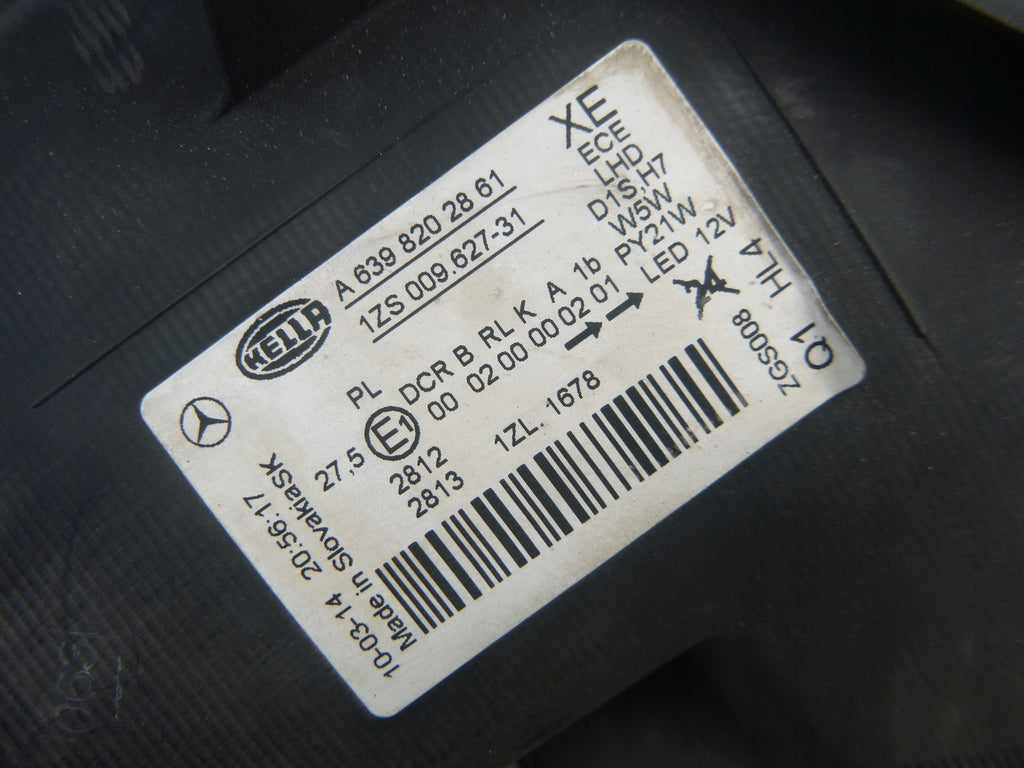 HELLA
A 639 820 28 61
1ZS 009.627-31
XE
ECE
LHD
D1S,H7
W5W
PY21W
LED 12V
PL
27,5 E1 DCR B RL K A 1b
00 02 00 00 02 01
2812
2813
1ZL. 1678
ZGS008 HL4
Q1
10-03-14 20:56:17
Made in SlovakiaSK